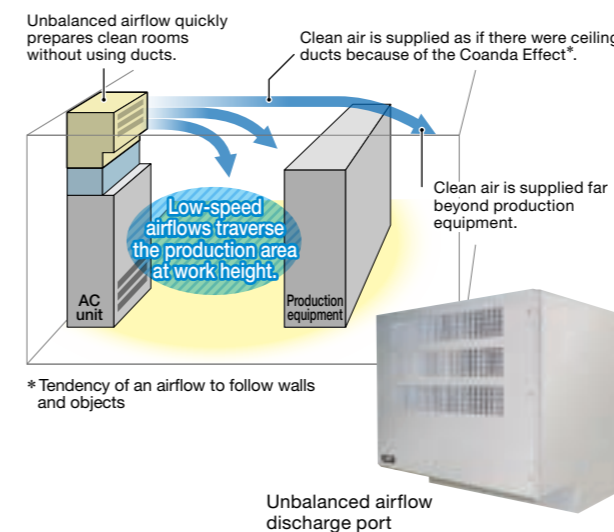 Unbalanced airflow quickly
prepares clean rooms
without using ducts.
Clean air is supplied as if there were ceiling
ducts because of the Coanda Effect*.
Clean air is supplied far
beyond production
equipment.
Low-speed
airflows traverse
the production area
at work height.
AC
unit
Production
equipment
* Tendency of an airflow to follow walls
and objects
Unbalanced airflow
discharge port